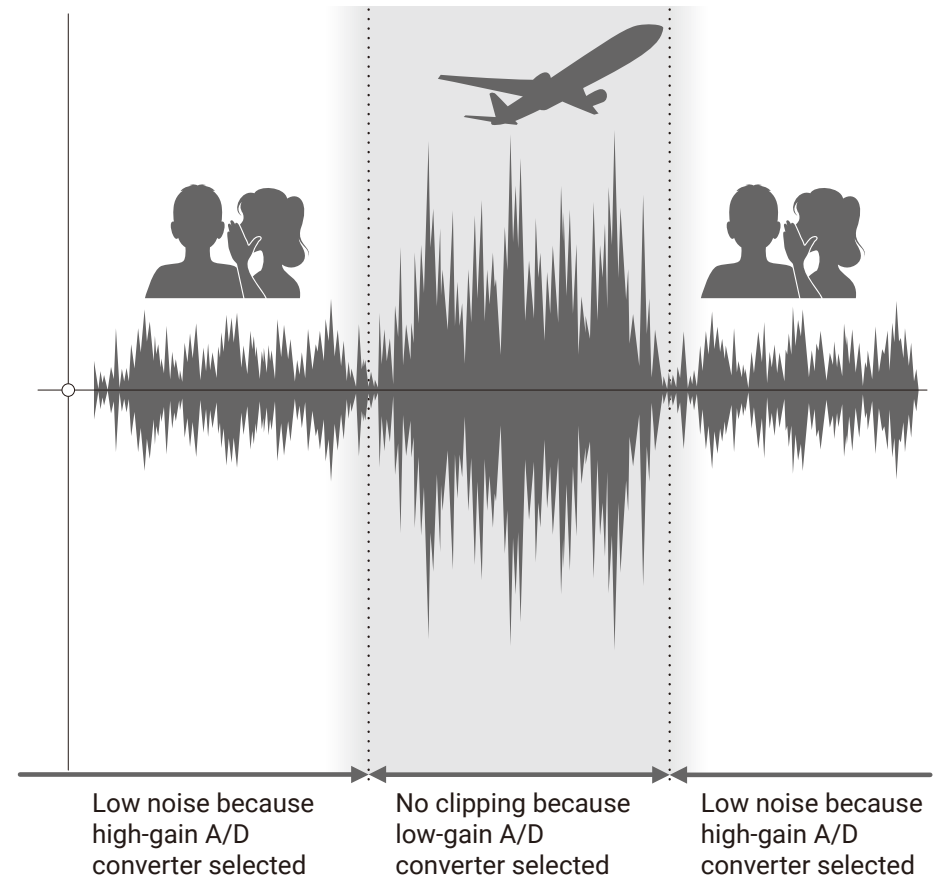 Low noise because
high-gain A/D
converter selected
No clipping because
low-gain A/D
converter selected
Low noise because
high-gain A/D
converter selected